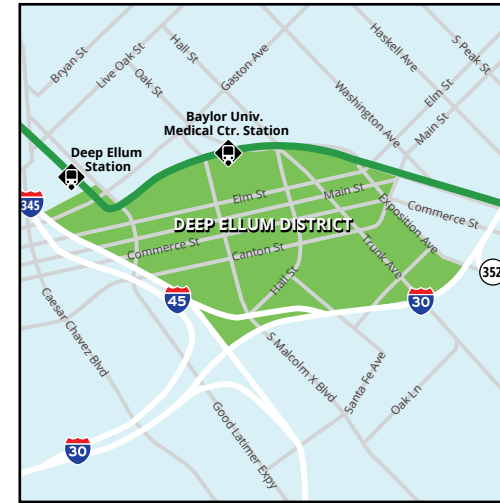 Bryan St
Live Oak St
Oak St
Hall St
Gaston Ave
Haskell Ave
S Peak St
Washington Ave
Elm St
Main St
Baylor Univ.
Medical Ctr. Station
Deep Ellum
Station
345
Elm St
Main St
DEEP ELLUM DISTRICT
Commerce St
Exposition Ave
Commerce St
Canton St
Trunk Ave
Hall St
352
45
30
Caesar Chavez Blvd
S Malcolm X Blvd
Santa Fe Ave
Oak Ln
Good Latimer Expy
30